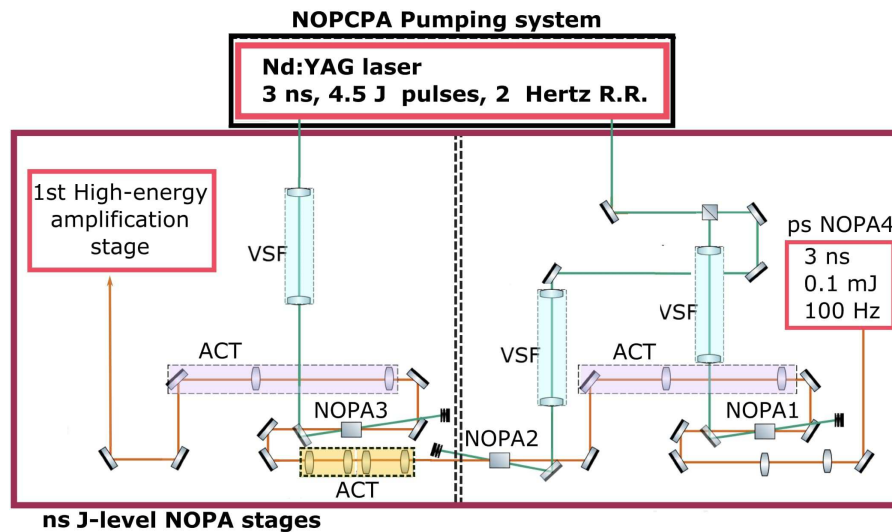 NOPCPA Pumping system
Nd:YAG laser
3 ns, 4.5 J pulses, 2 Hertz R.R.
1st High-energy
amplification
stage
VSF
ps NOPA4
3 ns
0.1 mJ
100 Hz
VSF
VSF
ACT
ACT
NOPA3
NOPA1
NOPA2
ACT
ns J-level NOPA stages